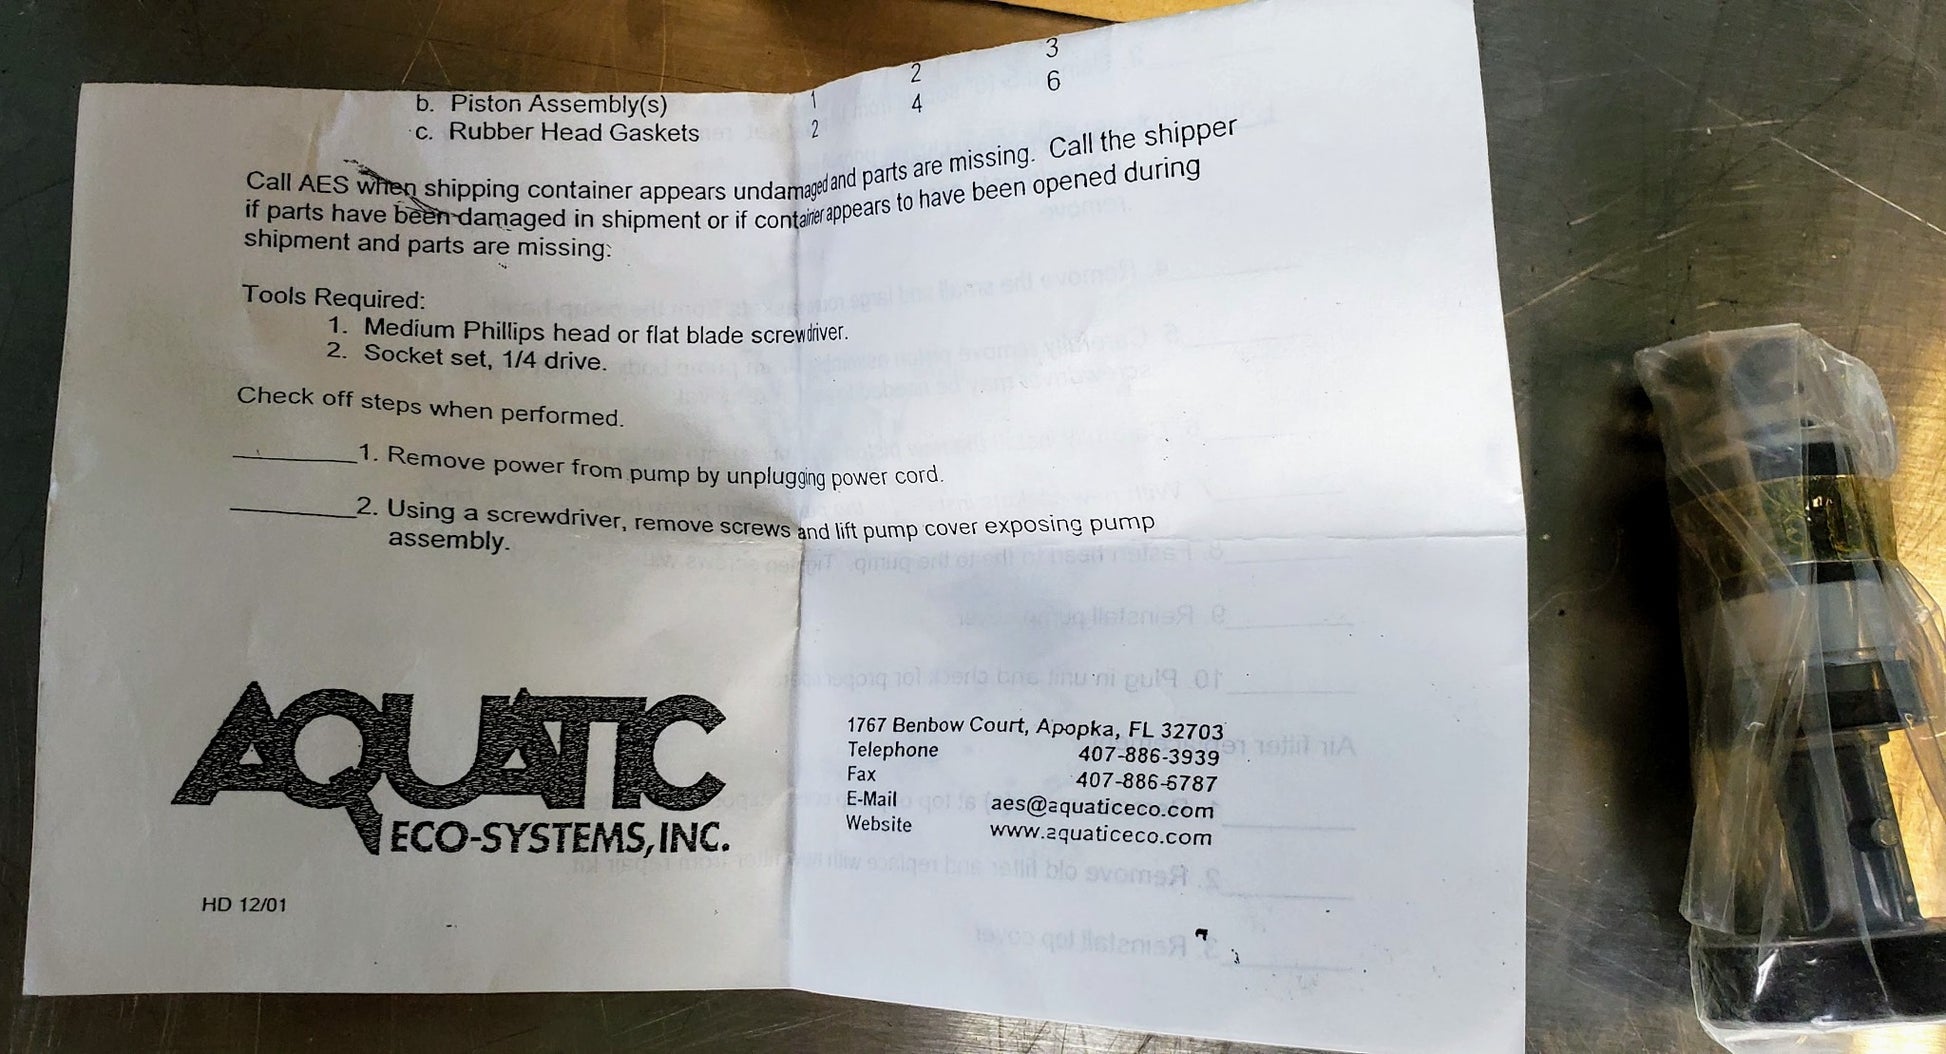 3
2
6
b. Piston Assembly(s) 1 4
c. Rubber Head Gaskets 2
Call AES when shipping container appears undamaged and parts are missing. Call the shipper
if parts have been damaged in shipment or if container appears to have been opened during
shipment and parts are missing:
Tools Required:
1. Medium Phillips head or flat blade screwdriver.
2. Socket set, 1/4 drive.
Check off steps when performed.
________1. Remove power from pump by unplugging power cord.
________2. Using a screwdriver, remove screws and lift pump cover exposing pump
assembly.
AQUATIC
ECO-SYSTEMS, INC.
HD 12/01
1767 Benbow Court, Apopka, FL 32703
Telephone 407-886-3939
Fax 407-886-6787
E-Mail aes@aquaticeco.com
Website www.aquaticeco.com